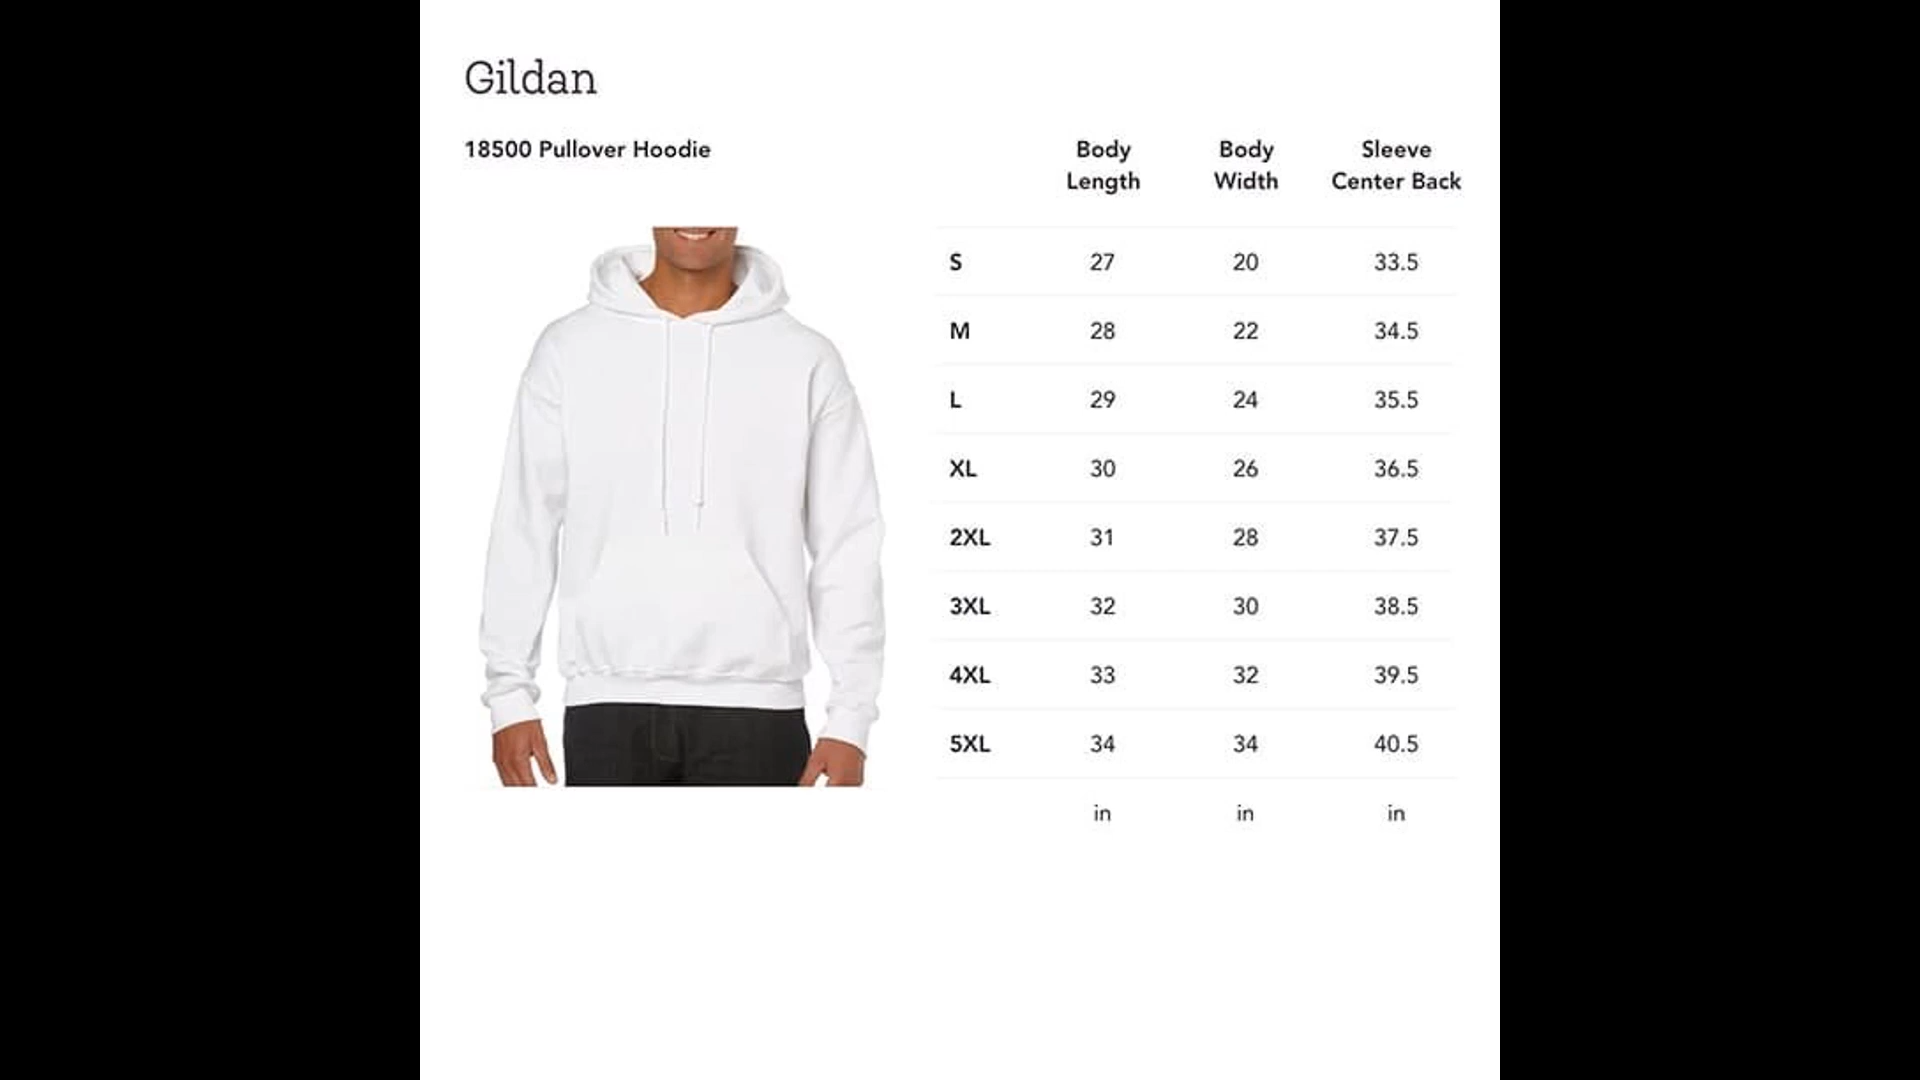 Gildan
18500 Pullover Hoodie
Body Length Body Width Sleeve Center Back
S 27 20 33.5
M 28 22 34.5
L 29 24 35.5
XL 30 26 36.5
2XL 31 28 37.5
3XL 32 30 38.5
4XL 33 32 39.5
5XL 34 34 40.5
in in in